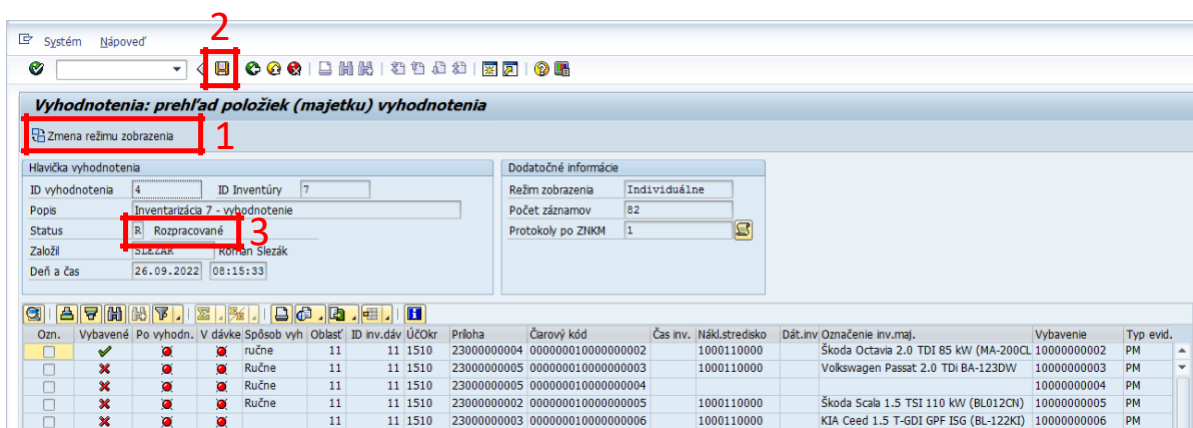 2
Systém Nápoveď
Vyhodnotenia: prehľad položiek (majetku) vyhodnotenia
Zmena režimu zobrazenia 1
Hlavička vyhodnotenia Dodatočné informácie
ID vyhodnotenia 4 ID Inventúry 7 Režim zobrazenia Individuálne
Popis Inventarizácia 7 - vyhodnotenie Počet záznamov 82
Status R Rozpracované 3 Protokoly po ZNKM 1
Založil SLEZAK Roman Slezák
Deň a čas 26.09.2022 08:15:33
Ozn. Vybavené Po vyhodn. V dávke Spôsob vyh Oblasť ID inv.dáv ÚčOkr Príloha Čarový kód Čas inv. Nákl.stredisko Dát.inv Označenie inv.maj. Vybavenie Typ evid.
ručne 11 11 1510 23000000004 000000010000000002 1000110000 Škoda Octavia 2.0 TDI 85 kW (MA-200CL 10000000002 PM
Ručne 11 11 1510 23000000005 000000010000000003 1000110000 Volkswagen Passat 2.0 TDi BA-123DW 10000000003 PM
Ručne 11 11 1510 23000000005 000000010000000004 10000000004 PM
Ručne 11 11 1510 23000000002 000000010000000005 1000110000 Škoda Scala 1.5 TSI 110 kW (BL012CN) 10000000005 PM
11 11 1510 23000000003 000000010000000006 1000110000 KIA Ceed 1.5 T-GDI GPF ISG (BL-122KI) 10000000006 PM